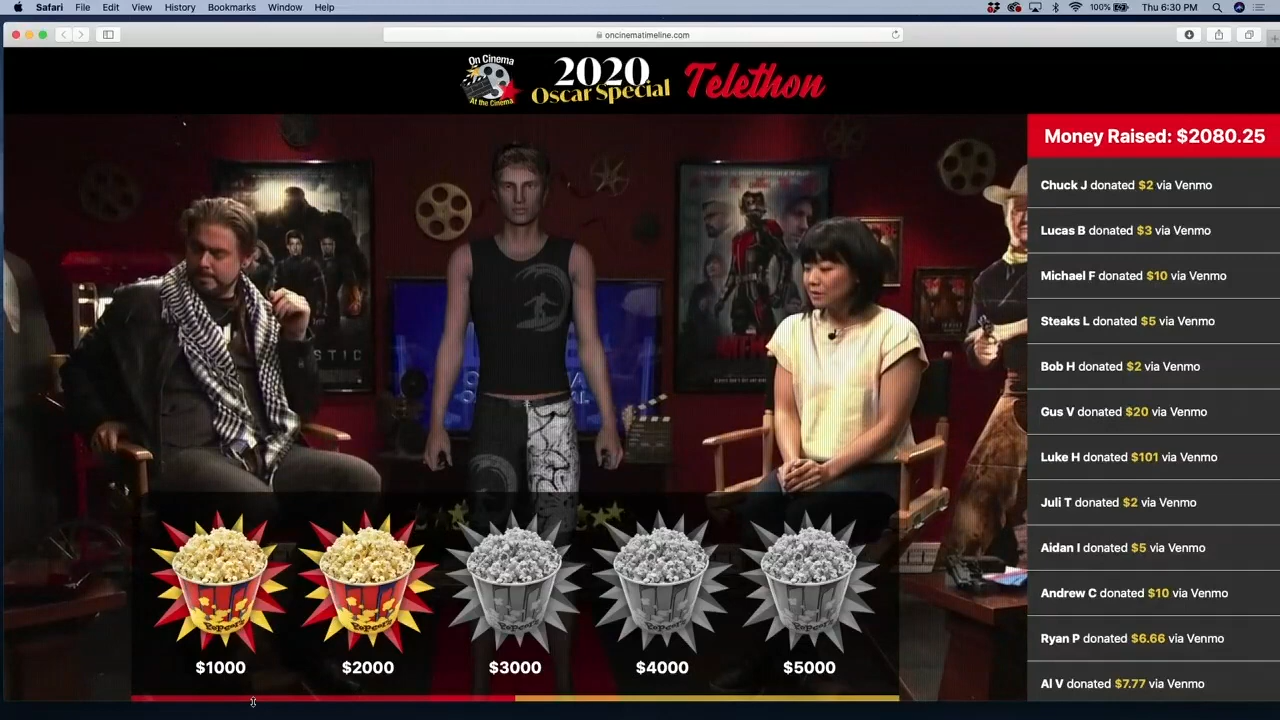 Safari File Edit View History Bookmarks Window Help 100% Thu 6:30 PM
oncinematimeline.com
On Cinema
At the Cinema
2020
Oscar Special
Telethon
Money Raised: $2080.25
Chuck J donated $2 via Venmo
Lucas B donated $3 via Venmo
Michael F donated $10 via Venmo
Steaks L donated $5 via Venmo
Bob H donated $2 via Venmo
Gus V donated $20 via Venmo
Luke H donated $101 via Venmo
Juli T donated $2 via Venmo
Aidan I donated $5 via Venmo
Andrew C donated $10 via Venmo
Ryan P donated $6.66 via Venmo
Al V donated $7.77 via Venmo
Popcorn Popcorn Popcorn Popcorn Popcorn
$1000 $2000 $3000 $4000 $5000